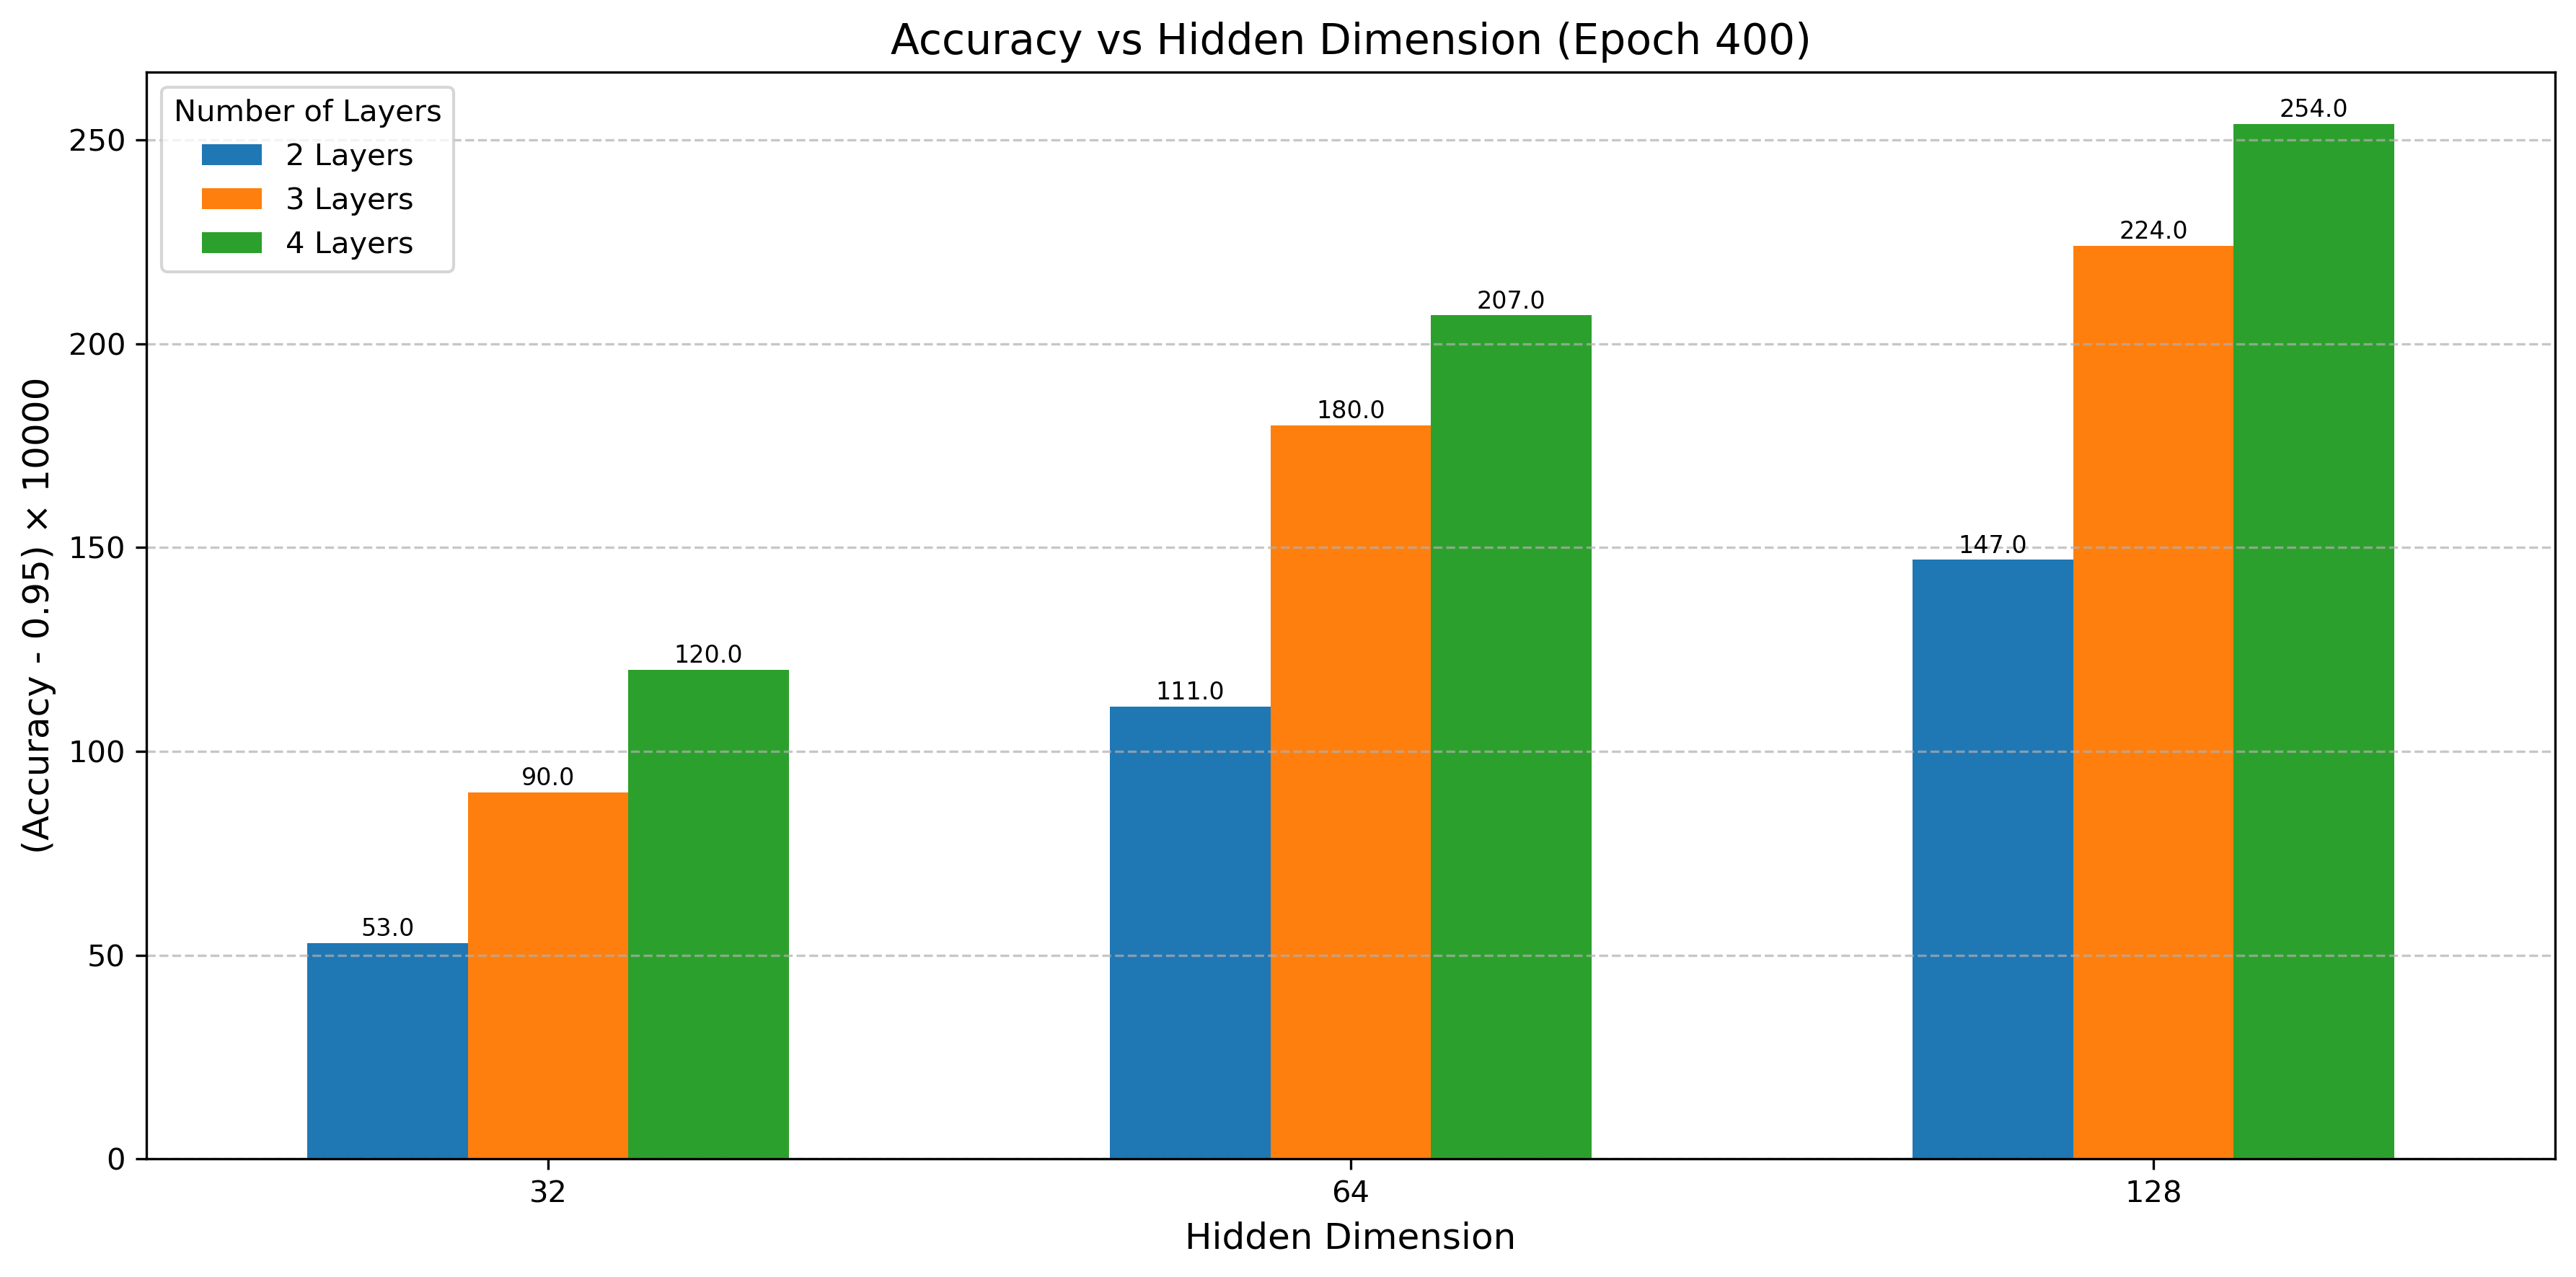 Accuracy vs Hidden Dimension (Epoch 400)
(Accuracy - 0.95) × 10000
250
200
150
100
50
0
Number of Layers
2 Layers
3 Layers
4 Layers
53.0
90.0
120.0
111.0
180.0
207.0
147.0
224.0
254.0
32
64
128
Hidden Dimension